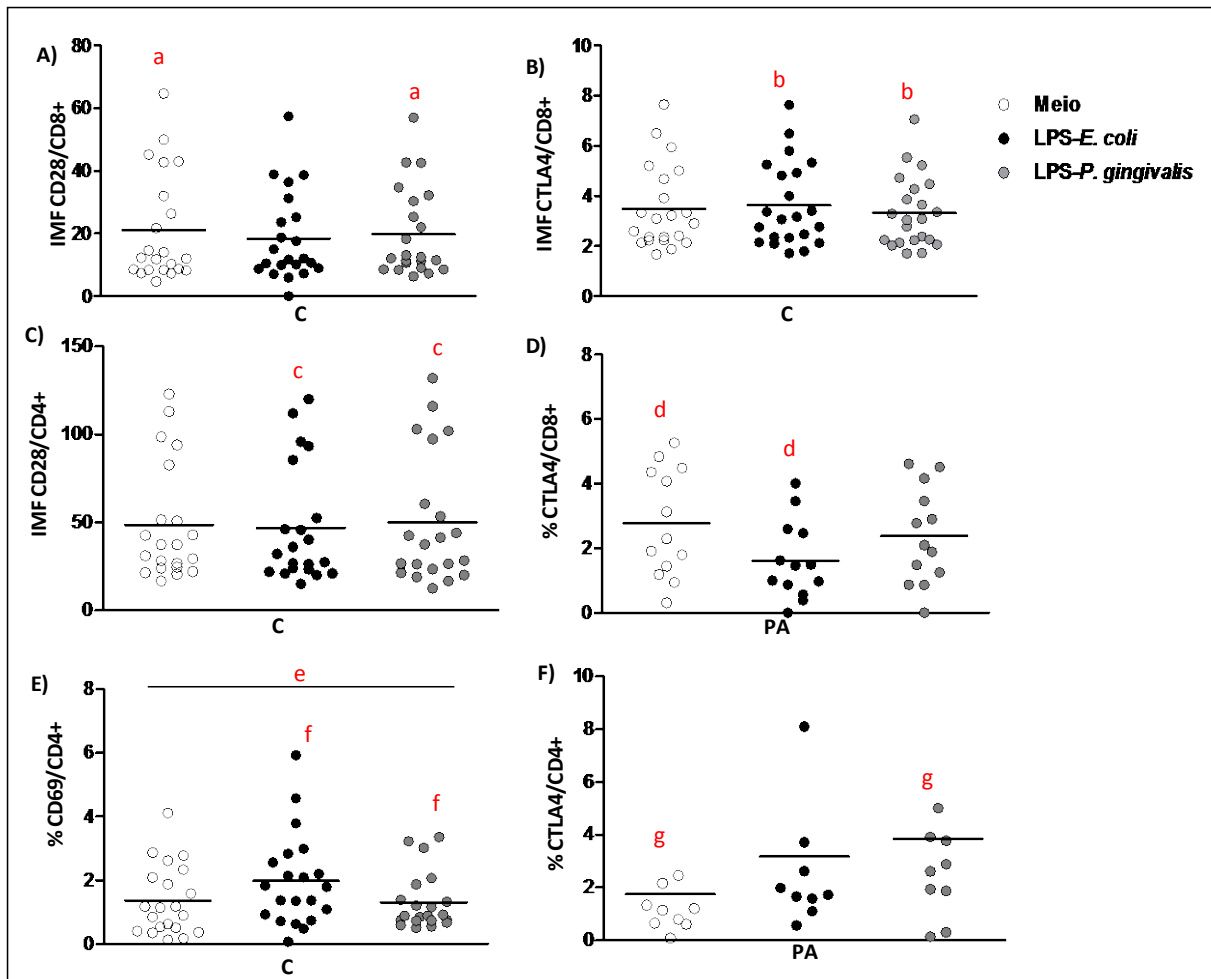 A)
IMF CD28/CD8+
80
60
40
20
0
a
a
C
B)
IMF CTLA4/CD8+
10
8
6
4
2
0
b
b
C
Meio
LPS-E. coli
LPS-P. gingivalis
C)
IMF CD28/CD4+
150
100
50
0
c
c
C
D)
% CTLA4/CD8+
8
6
4
2
0
d
d
PA
E)
% CD69/CD4+
8
6
4
2
0
e
f
f
C
F)
% CTLA4/CD4+
10
8
6
4
2
0
g
g
PA